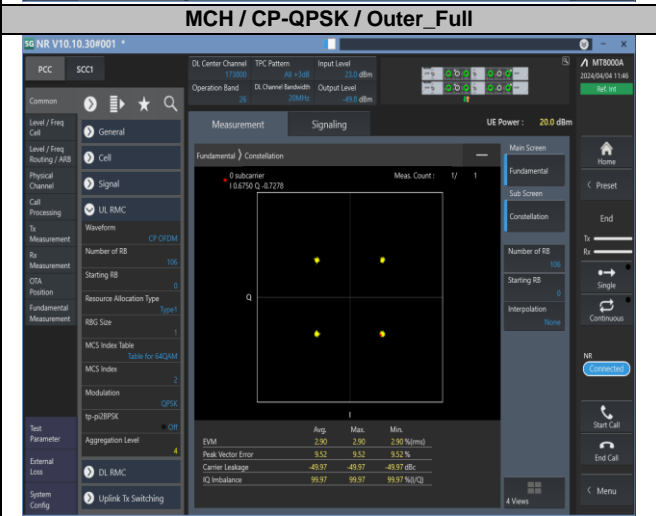 MCH / CP-QPSK / Outer_Full
5G NR V10.10.30#001 *
PCC SCC1
DL Center Channel TPC Pattern Input Level
173800 All +3dB 23.0 dBm
Operation Band DL Channel Bandwidth Output Level
26 20MHz -49.8 dBm
MT8000A
2024/04/04 11:46
Ref. Int
Common
Level / Freq
Cell
Level / Freq
Routing / ARB
Physical
Channel
Call
Processing
Tx
Measurement
Rx
Measurement
OTA
Position
Fundamental
Measurement
Test
Parameter
External
Loss
System
Config
General
Cell
Signal
UL RMC
Waveform
CP OFDM
Number of RB
106
Starting RB
0
Resource Allocation Type
Type1
RBG Size
1
MCS Index Table
Table for 64QAM
MCS Index
2
Modulation
QPSK
tp-pi2BPSK
Off
Aggregation Level
4
DL RMC
Uplink Tx Switching
Measurement Signaling
UE Power : 20.0 dBm
Fundamental Constellation
0 subcarrier Meas. Count : 1/ 1
I 0.6750 Q -0.7278
Q
I
Avg. Max. Min.
EVM 2.90 2.90 2.90 %(rms)
Peak Vector Error 9.52 9.52 9.52 %
Carrier Leakage -49.97 -49.97 -49.97 dBc
IQ Imbalance 99.97 99.97 99.97 %(I/Q)
Main Screen
Fundamental
Sub Screen
Constellation
Number of RB
106
Starting RB
0
Interpolation
None
4 Views
Home
Preset
End
Tx
Rx
Single
Continuous
NR
Connected
Start Call
End Call
Menu